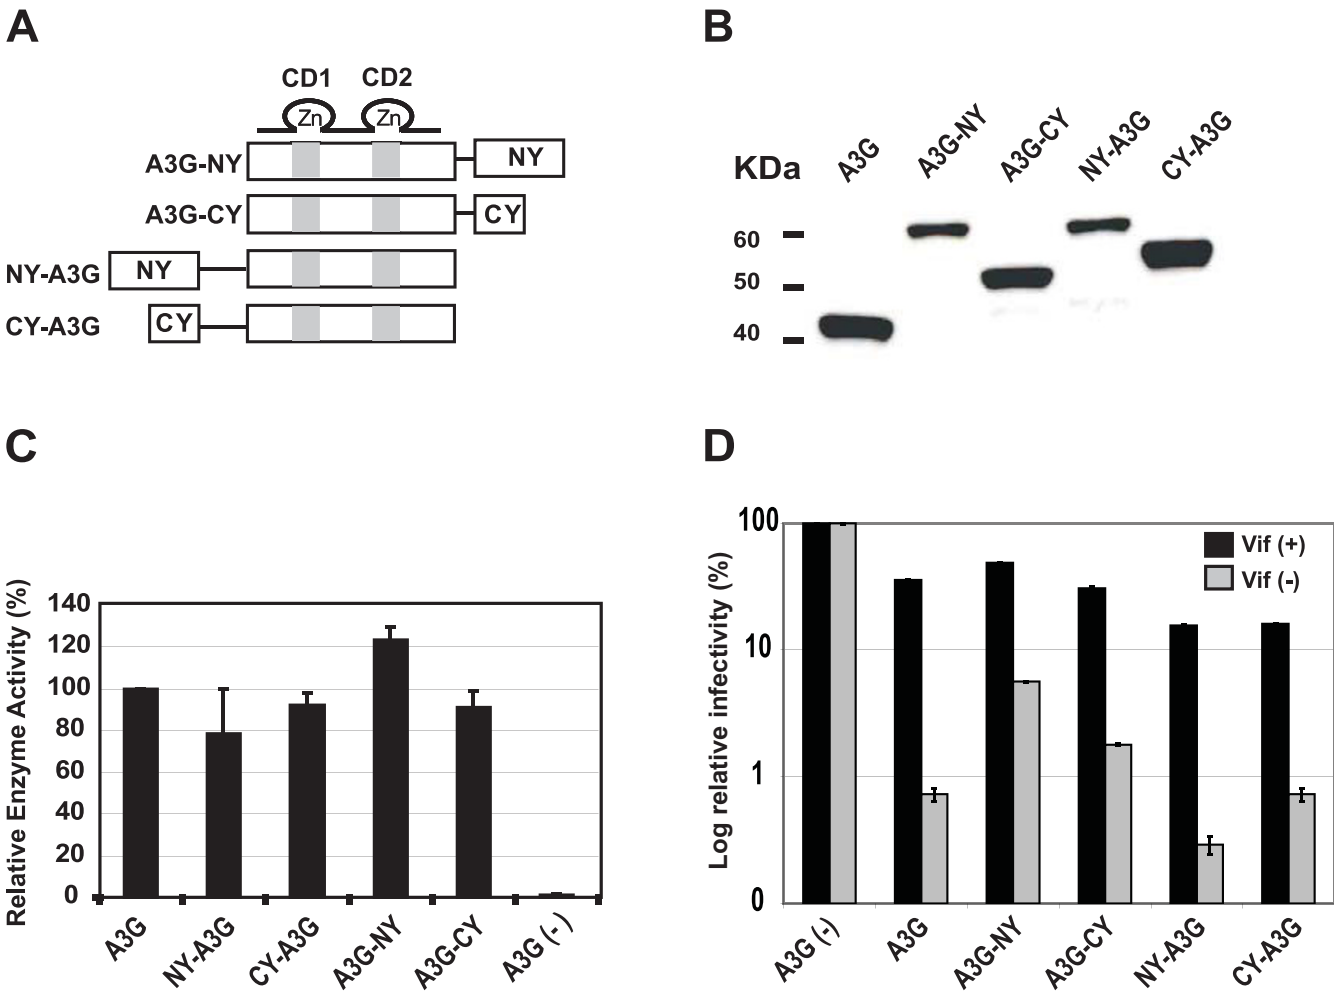 A
CD1 CD2
Zn Zn
A3G-NY NY
A3G-CY CY
NY-A3G NY
CY-A3G CY
B
KDa A3G A3G-NY A3G-CY NY-A3G CY-A3G
60
50
40
C
Relative Enzyme Activity (%)
140
120
100
80
60
40
20
0
A3G NY-A3G CY-A3G A3G-NY A3G-CY A3G (-)
D
Log relative infectivity (%)
100
10
1
0
Vif (+)
Vif (-)
A3G (-) A3G A3G-NY A3G-CY NY-A3G CY-A3G